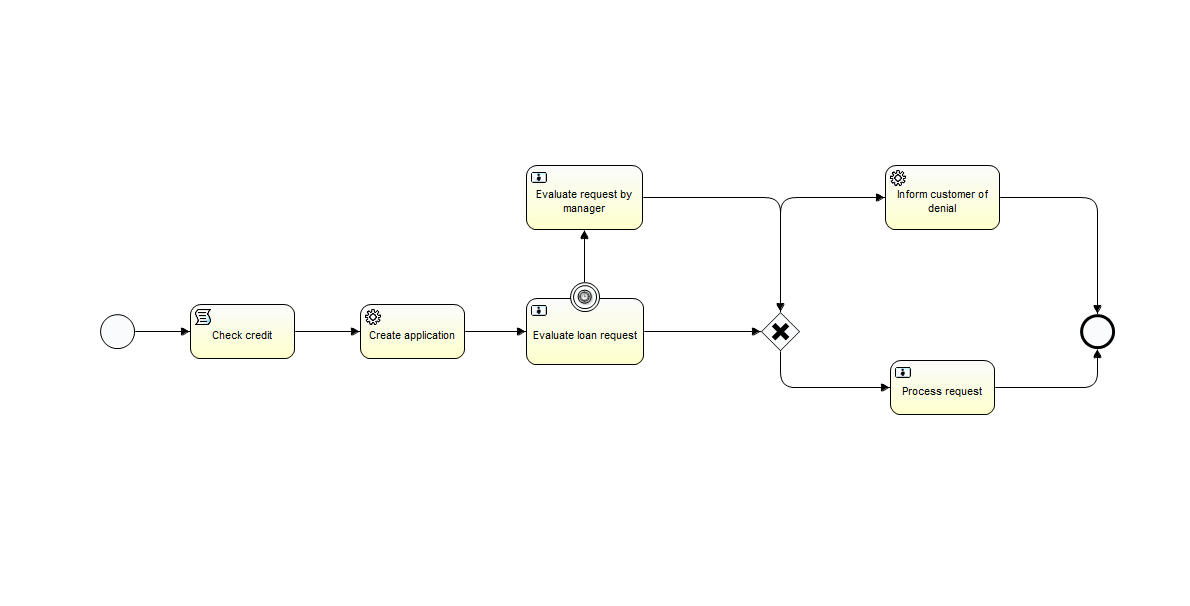 Check credit
Create application
Evaluate request by
manager
Evaluate loan request
Inform customer of
denial
Process request